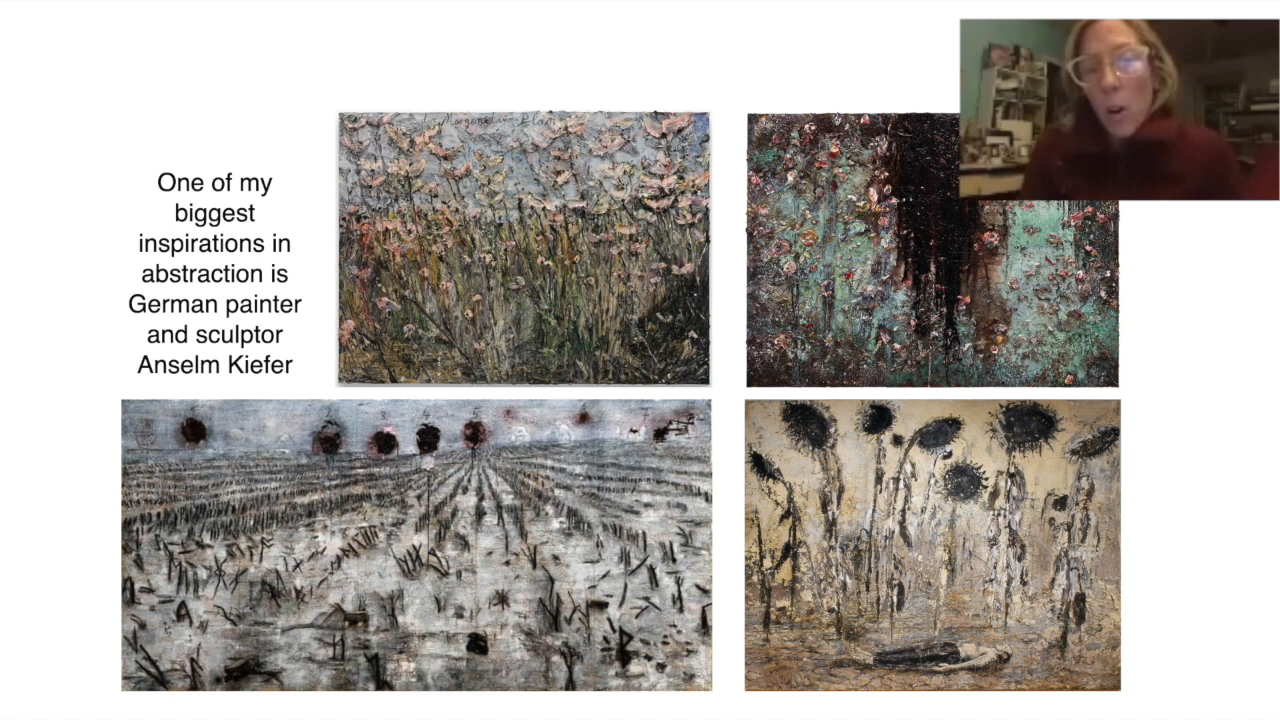 One of my
biggest
inspirations in
abstraction is
German painter
and sculptor
Anselm Kiefer